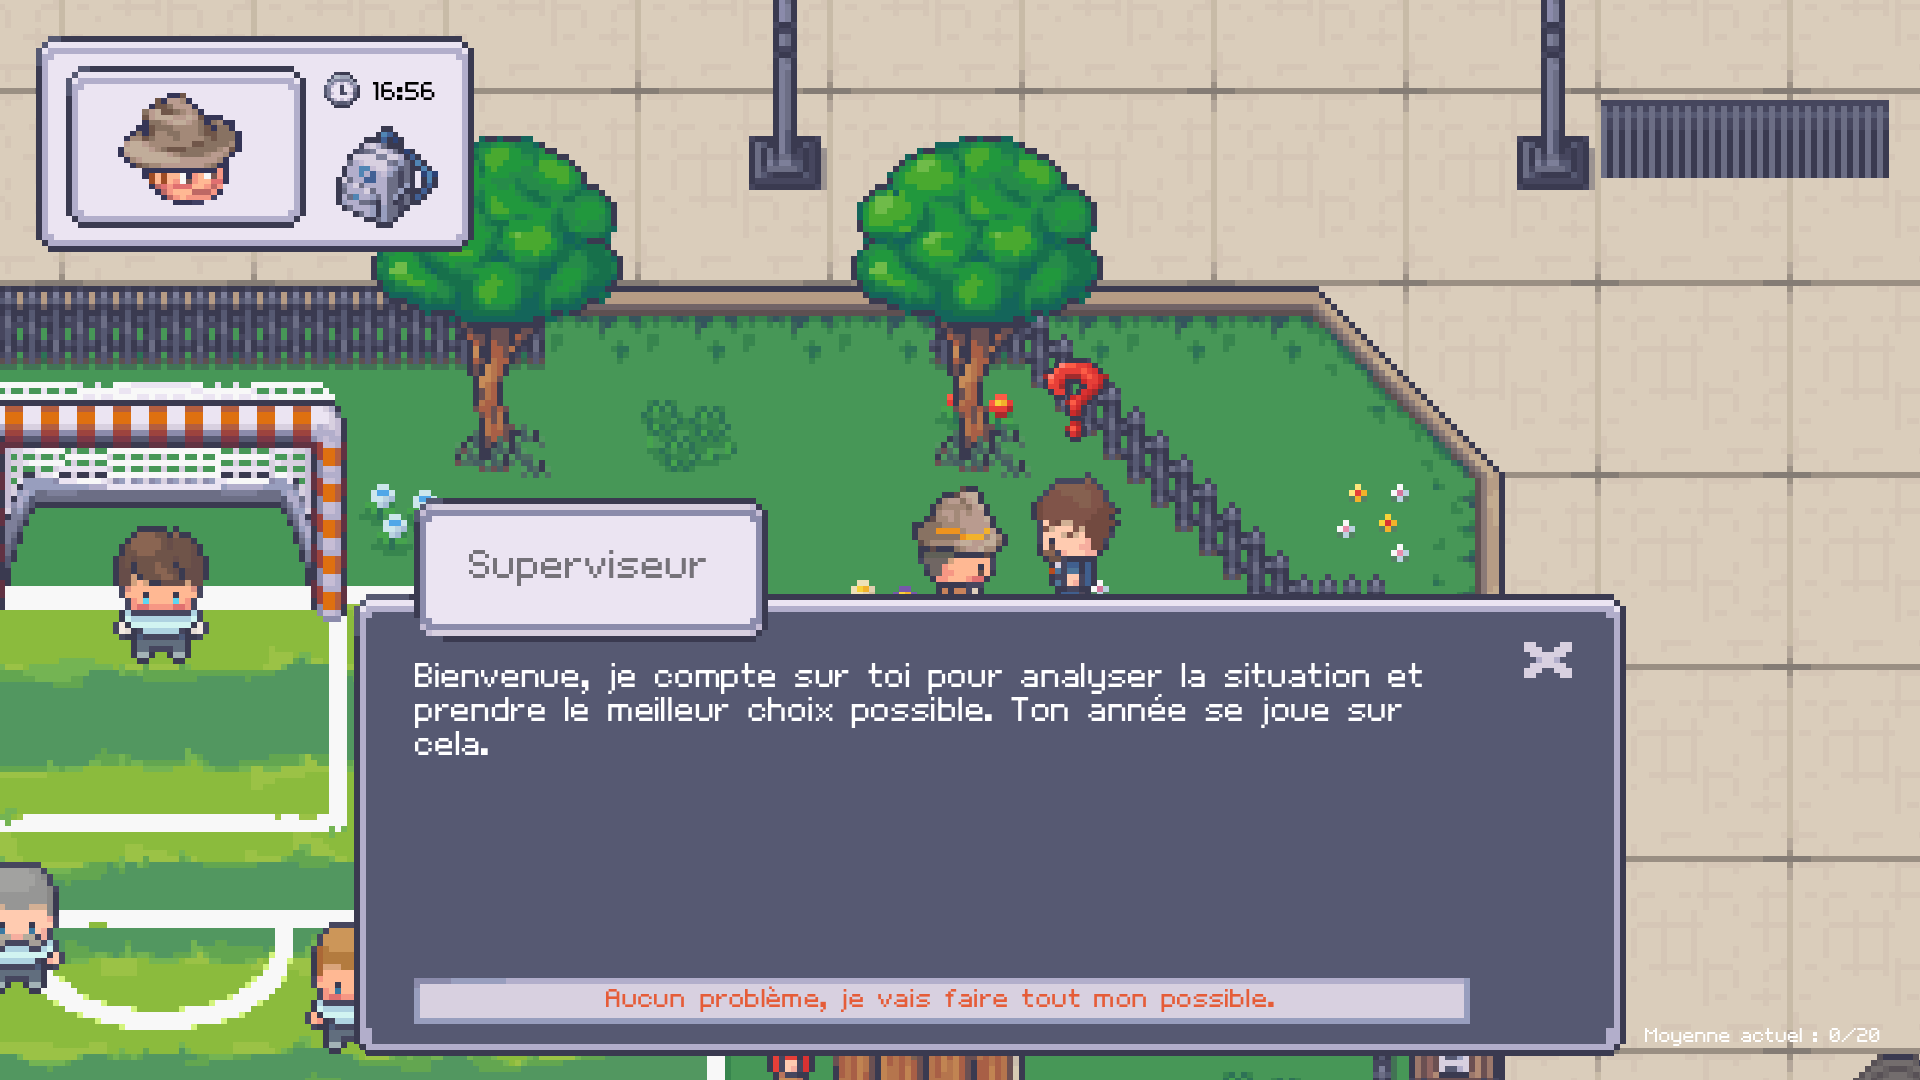 16:56
Superviseur
Bienvenue, je compte sur toi pour analyser la situation et
prendre le meilleur choix possible. Ton année se joue sur
cela.
Aucun problème, je vais faire tout mon possible.
Moyenne actuel : 0/20